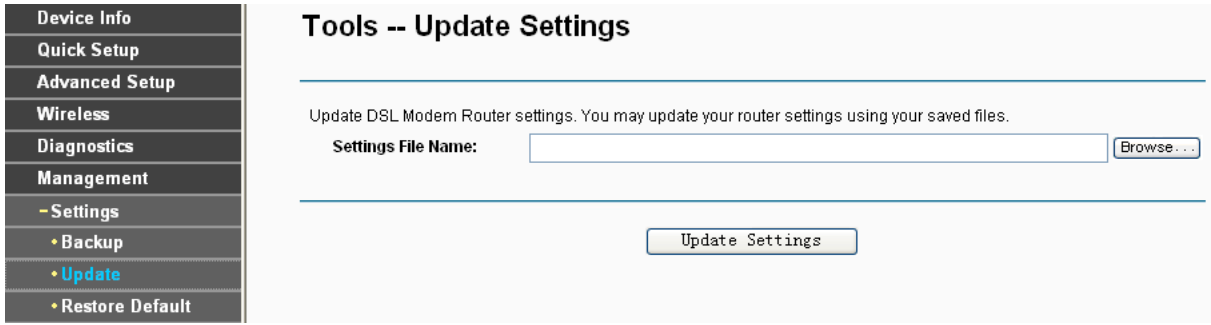 Device Info
Quick Setup
Advanced Setup
Wireless
Diagnostics
Management
–Settings
•Backup
•Update
•Restore Default
Tools -- Update Settings
Update DSL Modem Router settings. You may update your router settings using your saved files.
Settings File Name: Browse...
Update Settings